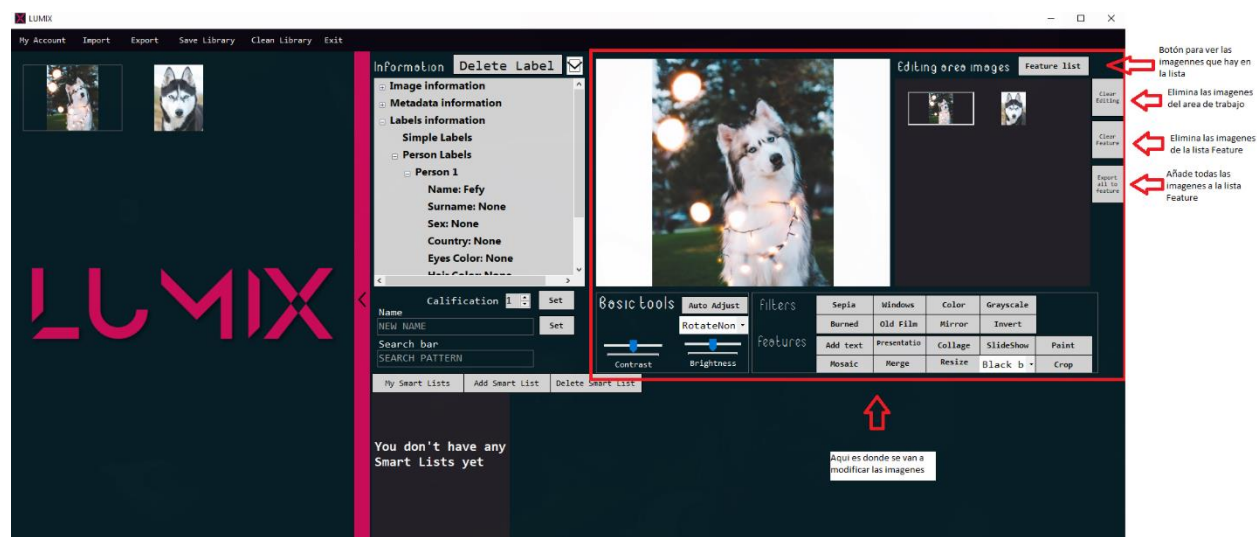 LUMIX
My Account Import Export Save Library Clean Library Exit
LUMIX
Information Delete Label
Image information
Metadata information
Labels information
Simple Labels
Person Labels
Person 1
Name: Fefy
Surname: None
Sex: None
Country: None
Eyes Color: None
Hair Color: None
Calification 1 Set
Name
NEW NAME Set
Search bar
SEARCH PATTERN
My Smart Lists Add Smart List Delete Smart List
You don't have any
Smart Lists yet
Editing area images Feature list
Clear
Editing
Clear
Feature
Export
all to
feature
Basic tools Auto Adjust
RotateNon
Contrast Brightness
Filters Sepia Windows Color Grayscale
Burned Old Film Mirror Invert
Features Add text Presentatio Collage SlideShow Paint
Mosaic Merge Resize Black b Crop
Botón para ver las
imagennes que hay en
la lista
Elimina las imagenes
del area de trabajo
Elimina las imagenes
de la lista Feature
Añade todas las
imagenes a la lista
Feature
Aqui es donde se van a
modificar las imagenes